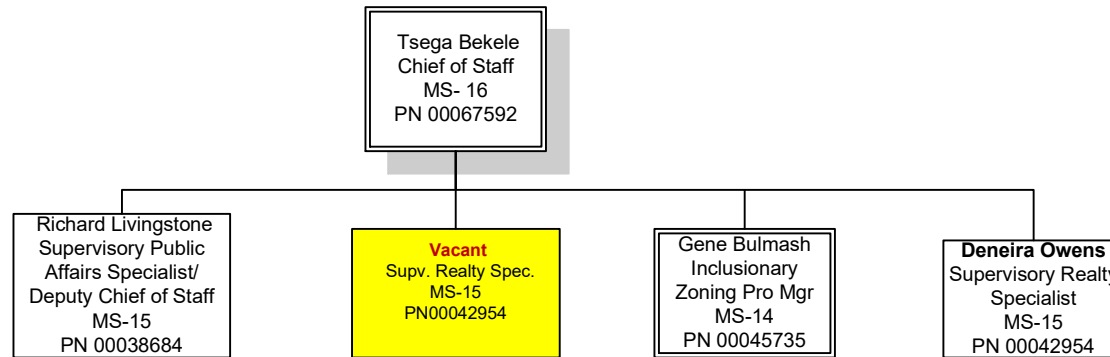 Tsega Bekele
Chief of Staff
MS- 16
PN 00067592
Richard Livingstone
Supervisory Public
Affairs Specialist/
Deputy Chief of Staff
MS-15
PN 00038684
Vacant
Supv. Realty Spec.
MS-15
PN00042954
Gene Bulmash
Inclusionary
Zoning Pro Mgr
MS-14
PN 00045735
Deneira Owens
Supervisory Realty
Specialist
MS-15
PN 00042954